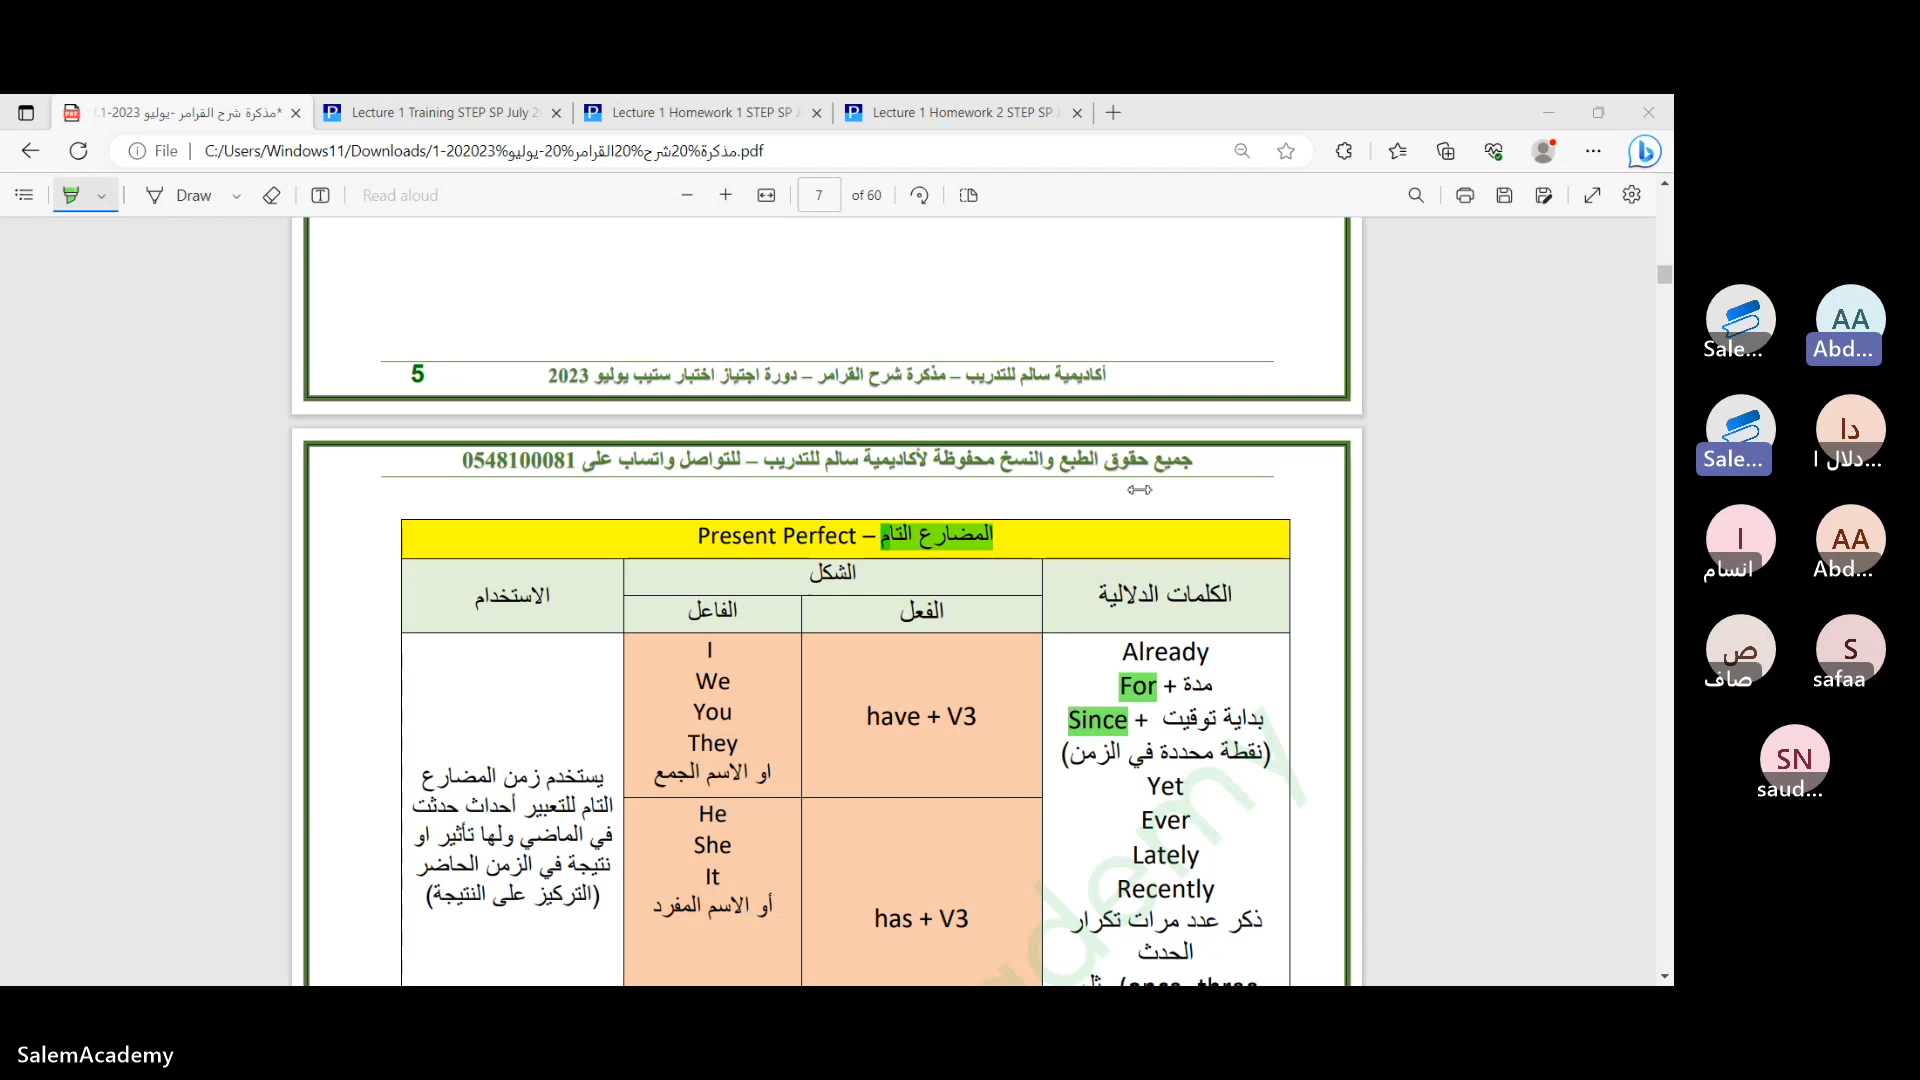 *مذكرة شرح القرامر -يوليو 2023-1.f
Lecture 1 Training STEP SP July 2
Lecture 1 Homework 1 STEP SP J
Lecture 1 Homework 2 STEP SP J
File
C:/Users/Windows11/Downloads/1-202023%مذكرة%20شرح%20القرامر%20-يوليو.pdf
Draw
Read aloud
7
of 60
5
أكاديمية سالم للتدريب – مذكرة شرح القرامر – دورة اجتياز اختبار ستيب يوليو 2023
جميع حقوق الطبع والنسخ محفوظة لأكاديمية سالم للتدريب – للتواصل واتساب على 0548100081
Present Perfect – المضارع التام
الكلمات الدلالية
الشكل
الاستخدام
الفعل
الفاعل
Already
For + مدة
Since + بداية توقيت
(نقطة محددة في الزمن)
Yet
Ever
Lately
Recently
ذكر عدد مرات تكرار
الحدث
have + V3
has + V3
I
We
You
They
او الاسم الجمع
He
She
It
أو الاسم المفرد
يستخدم زمن المضارع
التام للتعبير أحداث حدثت
في الماضي ولها تأثير او
نتيجة في الزمن الحاضر
(التركيز على النتيجة)
ademy
Sale...
AA
Abd...
Sale...
دا
دلال ا...
ا
انسام
AA
Abd...
ص
صاف
S
safaa
SN
saud...
SalemAcademy